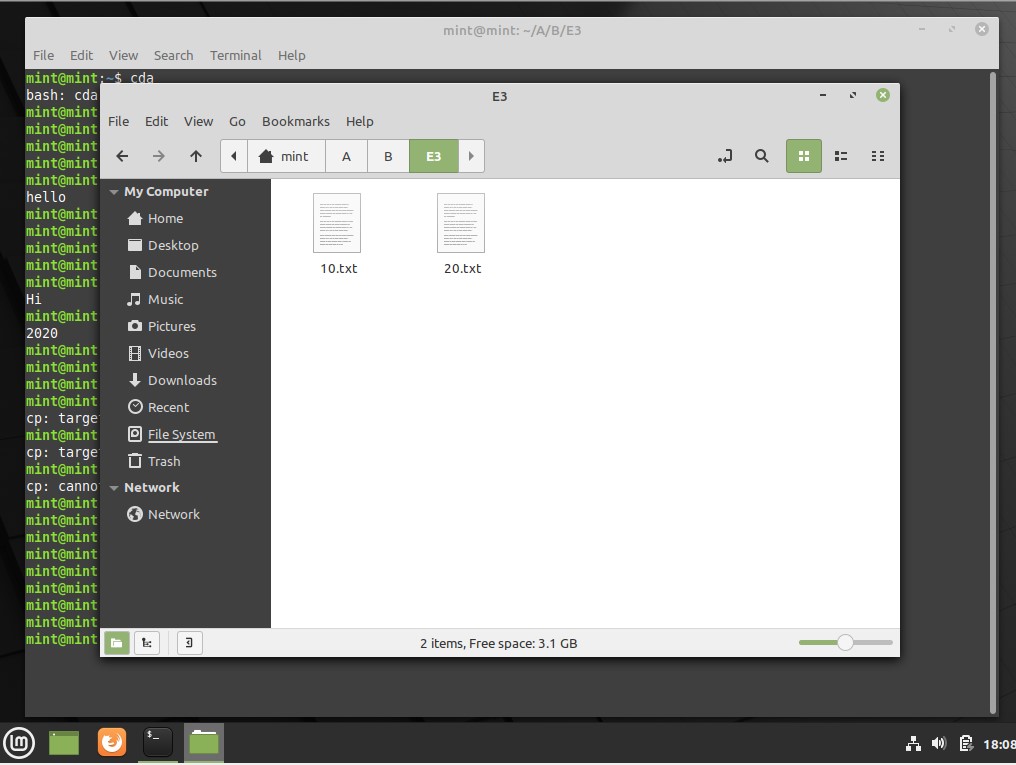 mint@mint: ~/A/B/E3
File Edit View Search Terminal Help
mint@mint:~$ cda
bash: cda
mint@mint
mint@mint
mint@mint
mint@mint
mint@mint
hello
mint@mint
mint@mint
mint@mint
mint@mint
mint@mint
Hi
mint@mint
2020
mint@mint
mint@mint
mint@mint
mint@mint
cp: targe
mint@mint
cp: targe
mint@mint
cp: canno
mint@mint
mint@mint
mint@mint
mint@mint
mint@mint
mint@mint
mint@mint
mint@mint
mint@mint
E3
File Edit View Go Bookmarks Help
mint A B E3
My Computer
Home
Desktop
Documents
Music
Pictures
Videos
Downloads
Recent
File System
Trash
Network
Network
10.txt 20.txt
2 items, Free space: 3.1 GB
18:08